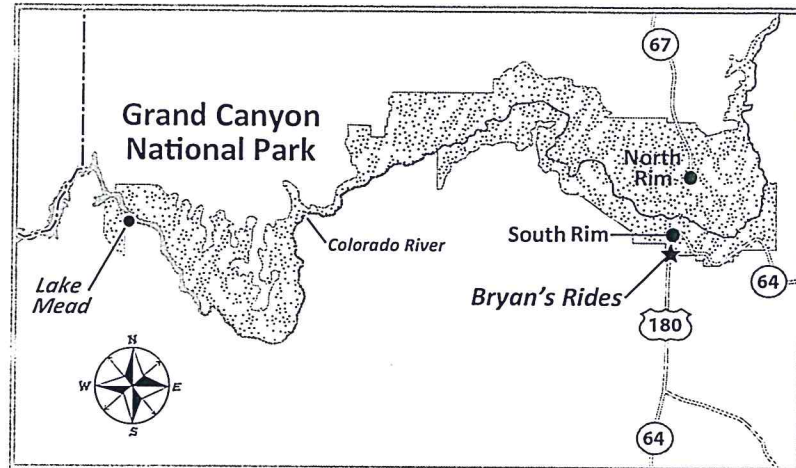 67
Grand Canyon
National Park
North
Rim
South Rim
Colorado River
Lake
Mead
Bryan's Rides
64
180
N
W
E
S
64